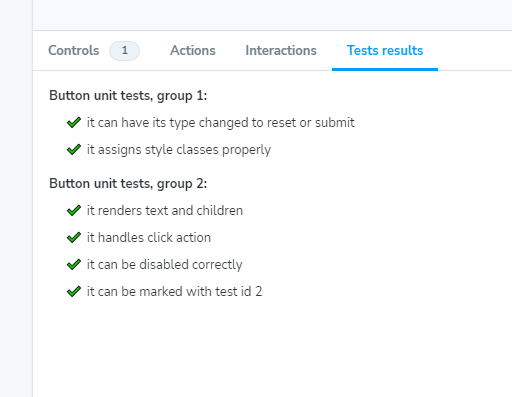 Controls 1 Actions Interactions Tests results
Button unit tests, group 1:
it can have its type changed to reset or submit
it assigns style classes properly
Button unit tests, group 2:
it renders text and children
it handles click action
it can be disabled correctly
it can be marked with test id 2